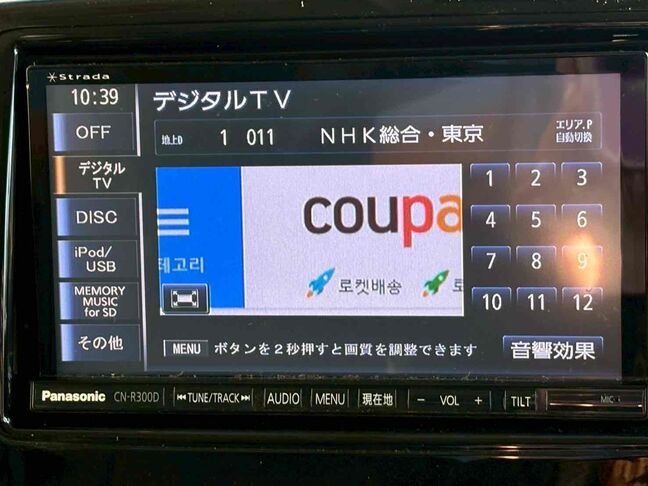 Strada
10:39
デジタルTV
OFF
地上D 1 011 NHK総合・東京
エリア.P
自動切換
デジタル
TV
DISC
iPod/
USB
MEMORY
MUSIC
for SD
その他
테고리
coupa
로켓배송
1 2 3
4 5 6
7 8 9
10 11 12
MENU ボタンを2秒押すと画質を調整できます
音響効果
Panasonic CN-R300D TUNE/TRACK AUDIO MENU 現在地 － VOL ＋ TILT MIC